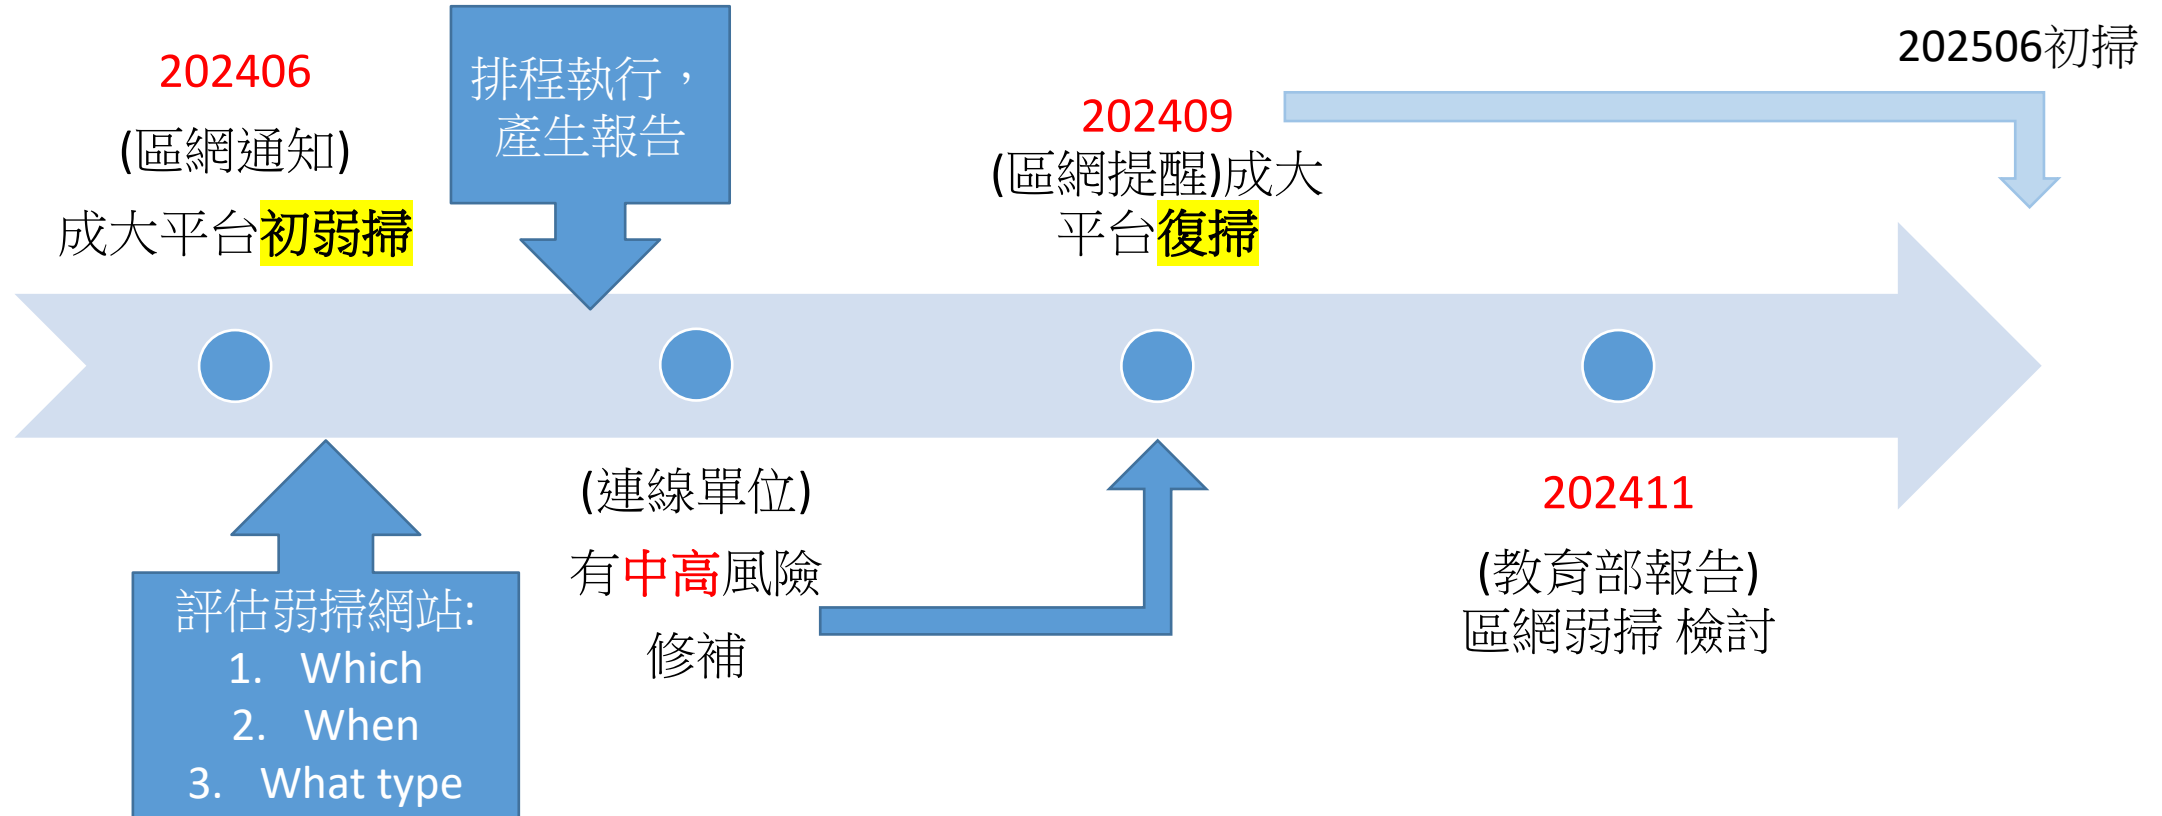 202406
(區網通知)
成大平台初弱掃
排程執行，
產生報告
202409
(區網提醒)成大
平台復掃
202506初掃
評估弱掃網站:
1. Which
2. When
3. What type
(連線單位)
有中高風險
修補
202411
(教育部報告)
區網弱掃 檢討